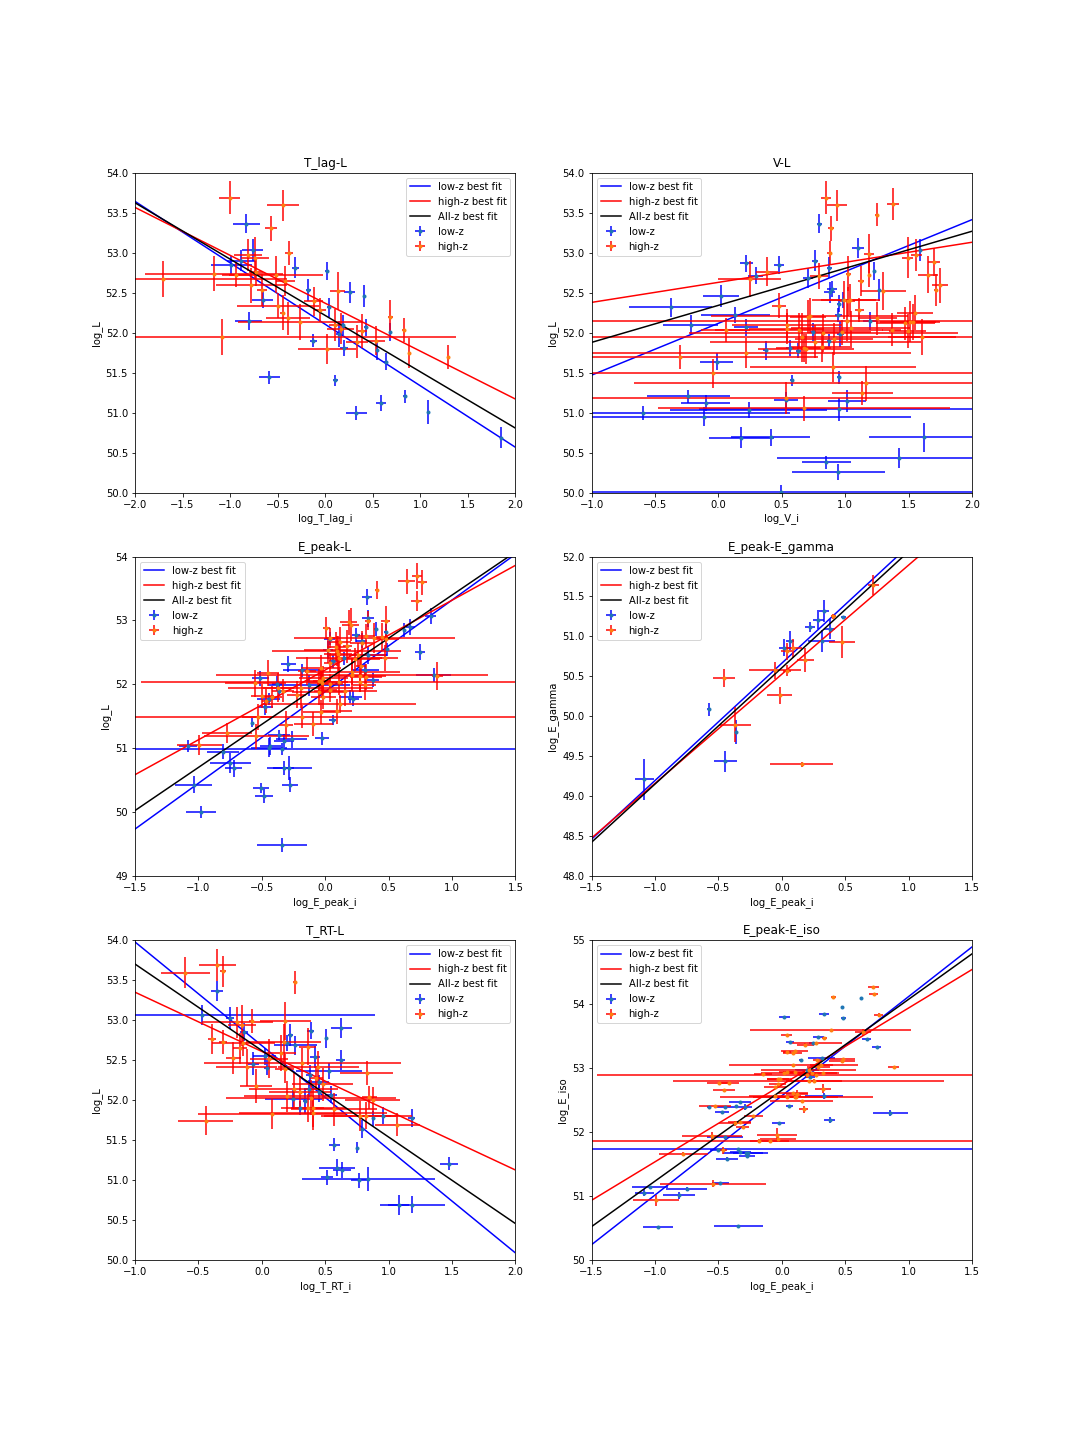 T_lag-L
54.0
53.5
53.0
52.5
52.0
51.5
51.0
50.5
50.0
log_L
low-z best fit
high-z best fit
All-z best fit
low-z
high-z
−2.0 −1.5 −1.0 −0.5 0.0 0.5 1.0 1.5 2.0
log_T_lag_i
V-L
54.0
53.5
53.0
52.5
52.0
51.5
51.0
50.5
50.0
log_L
low-z best fit
high-z best fit
All-z best fit
low-z
high-z
−1.0 −0.5 0.0 0.5 1.0 1.5 2.0
log_V_i
E_peak-L
54
53
52
51
50
49
log_L
low-z best fit
high-z best fit
All-z best fit
low-z
high-z
−1.5 −1.0 −0.5 0.0 0.5 1.0 1.5
log_E_peak_i
E_peak-E_gamma
52.0
51.5
51.0
50.5
50.0
49.5
49.0
48.5
48.0
log_E_gamma
low-z best fit
high-z best fit
All-z best fit
low-z
high-z
−1.5 −1.0 −0.5 0.0 0.5 1.0 1.5
log_E_peak_i
T_RT-L
54.0
53.5
53.0
52.5
52.0
51.5
51.0
50.5
50.0
log_L
low-z best fit
high-z best fit
All-z best fit
low-z
high-z
−1.0 −0.5 0.0 0.5 1.0 1.5 2.0
log_T_RT_i
E_peak-E_iso
55
54
53
52
51
50
log_E_iso
low-z best fit
high-z best fit
All-z best fit
low-z
high-z
−1.5 −1.0 −0.5 0.0 0.5 1.0 1.5
log_E_peak_i